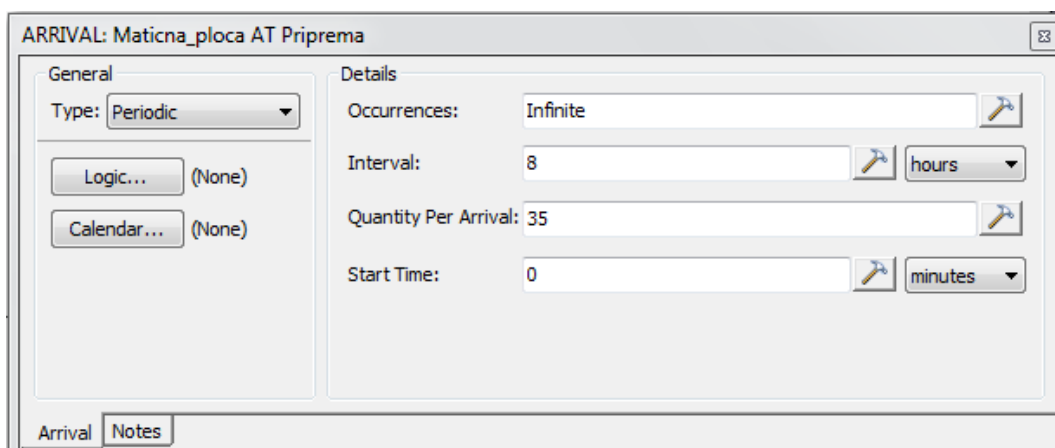 ARRIVAL: Maticna_ploca AT Priprema
General
Type: Periodic
Logic... (None)
Calendar... (None)
Details
Occurrences: Infinite
Interval: 8 hours
Quantity Per Arrival: 35
Start Time: 0 minutes
Arrival Notes